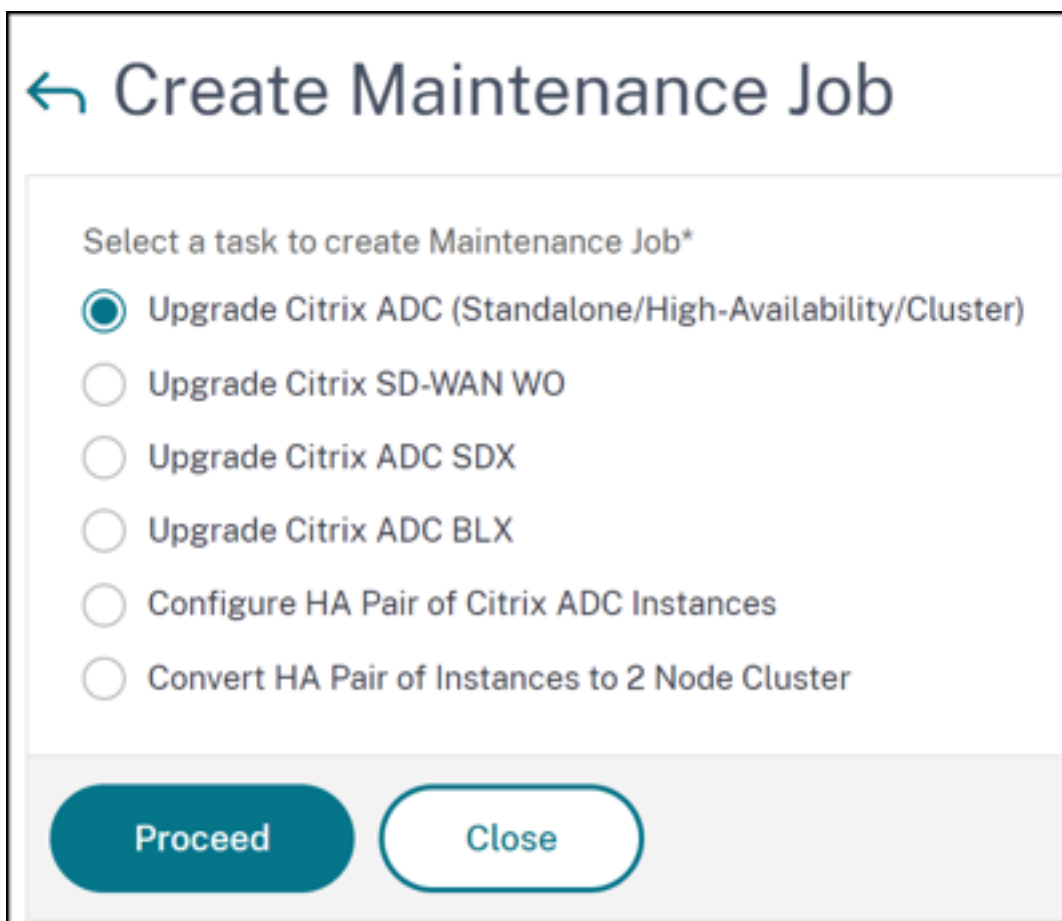 Create Maintenance Job
Select a task to create Maintenance Job*
Upgrade Citrix ADC (Standalone/High-Availability/Cluster)
Upgrade Citrix SD-WAN WO
Upgrade Citrix ADC SDX
Upgrade Citrix ADC BLX
Configure HA Pair of Citrix ADC Instances
Convert HA Pair of Instances to 2 Node Cluster
Proceed Close